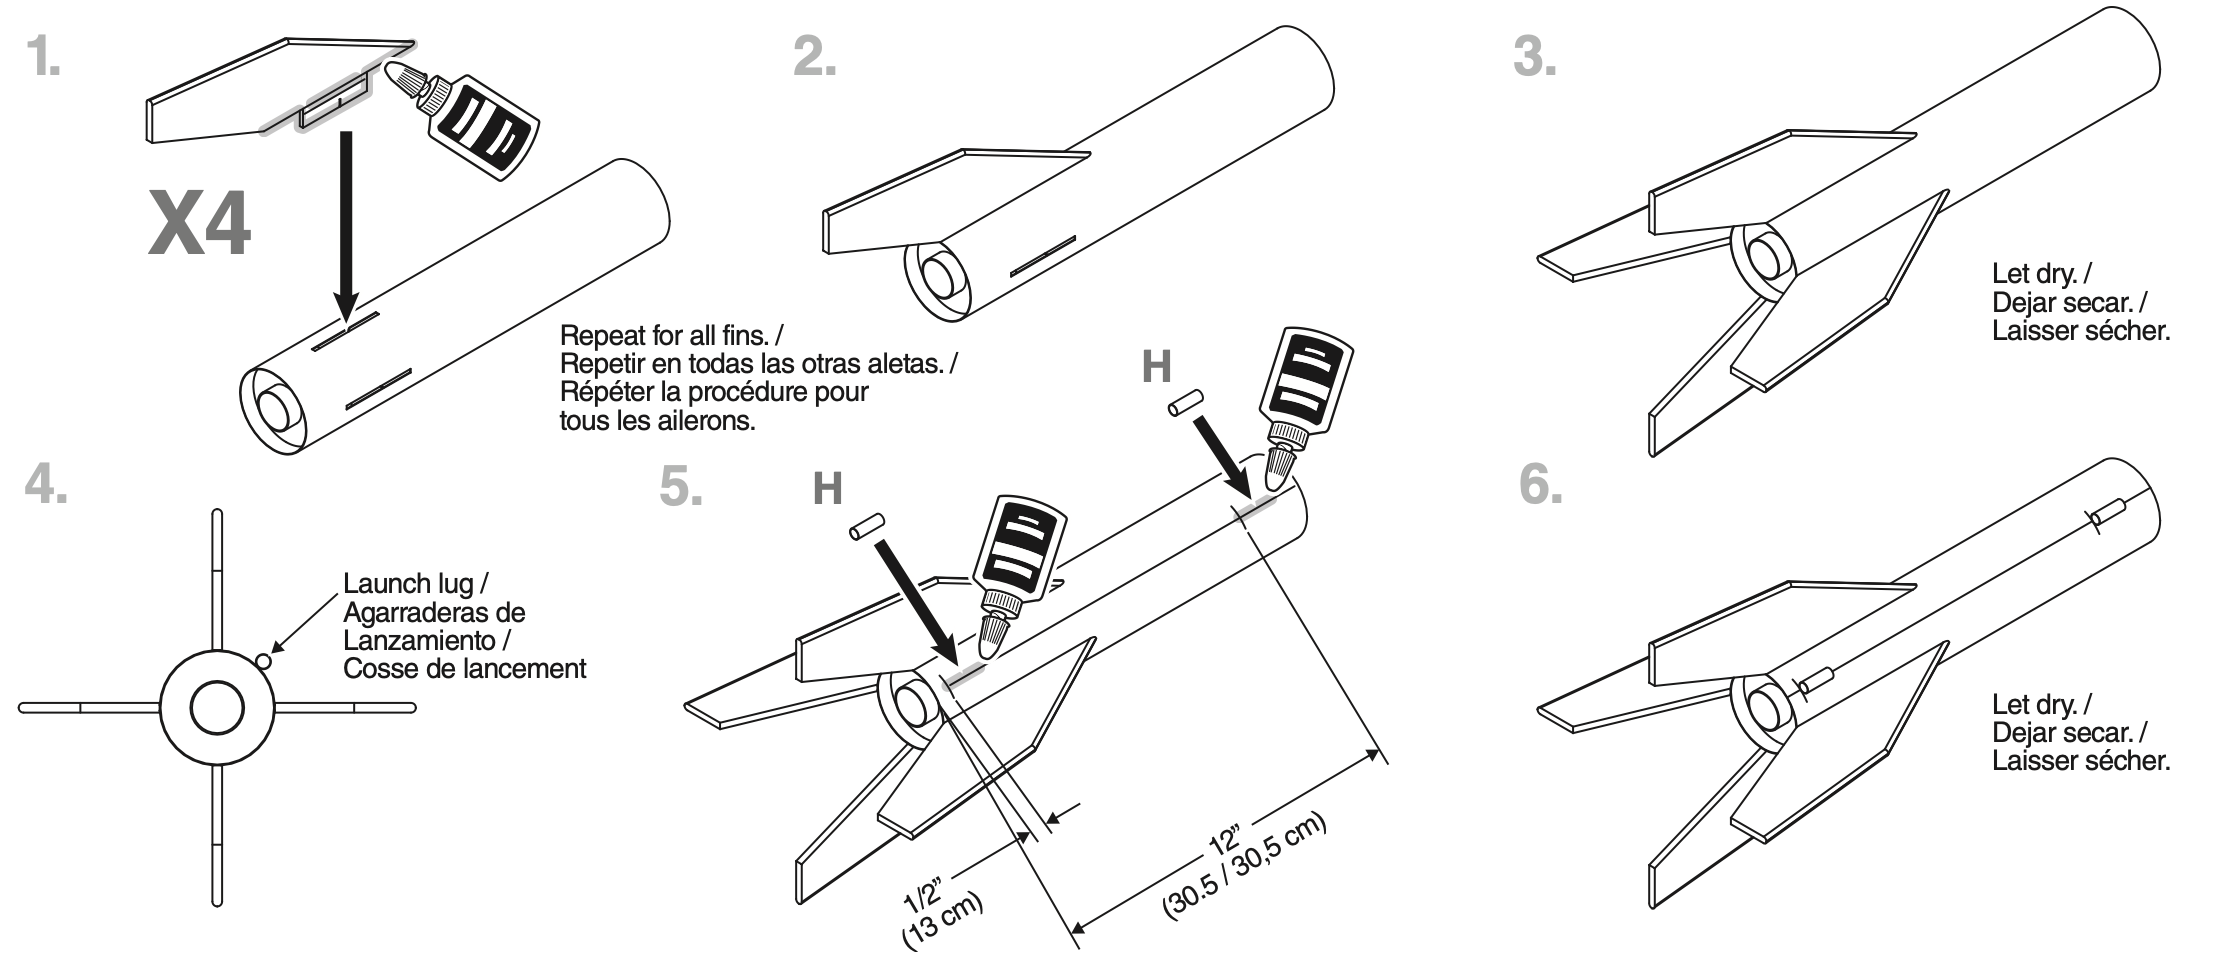 1.
X4
Repeat for all fins. /
Repetir en todas las otras aletas. /
Répéter la procédure pour
tous les ailerons.
2.
3.
Let dry. /
Dejar secar. /
Laisser sécher.
4.
Launch lug /
Agarraderas de
Lanzamiento /
Cosse de lancement
5.
H
H
1/2”
(13 cm)
12”
(30.5 / 30,5 cm)
6.
Let dry. /
Dejar secar. /
Laisser sécher.